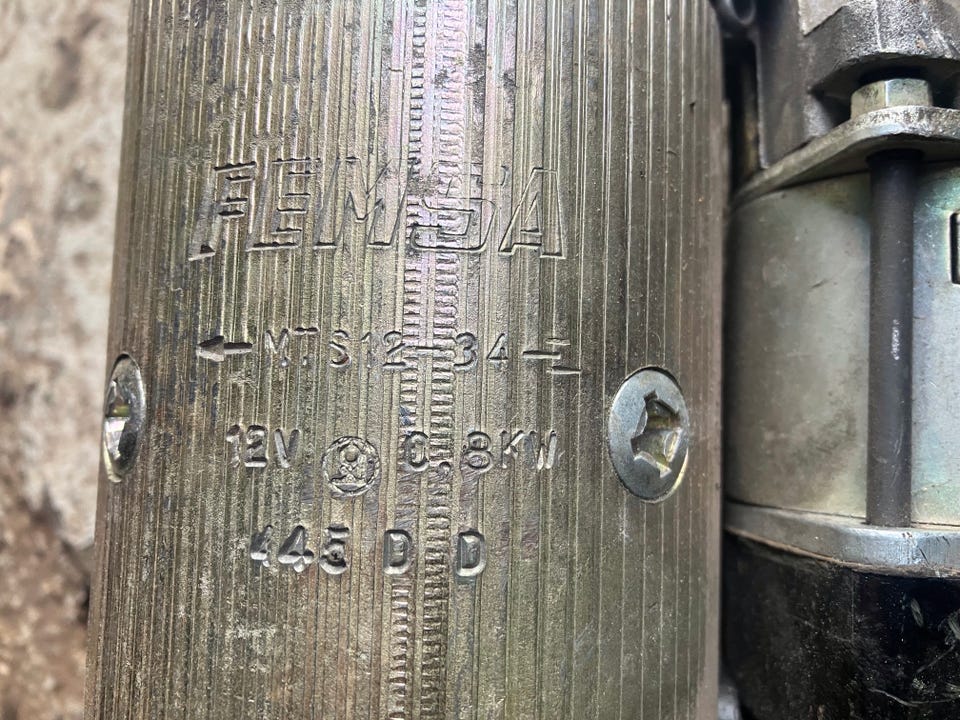 FEMSA
←MTS12-34-
12V 0,8KW
445 D D